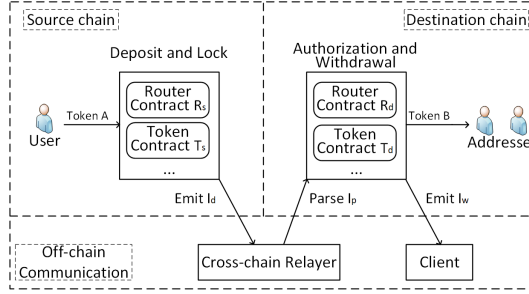 Source chain
Destination chain
Deposit and Lock
Authorization and
Withdrawal
Router
Contract Rs
Token
Contract Ts
...
Router
Contract Rd
Token
Contract Td
...
Token A
User
Token B
Addresse
Emit Id
Parse Ip
Emit Iw
Off-chain
Communication
Cross-chain Relayer
Client